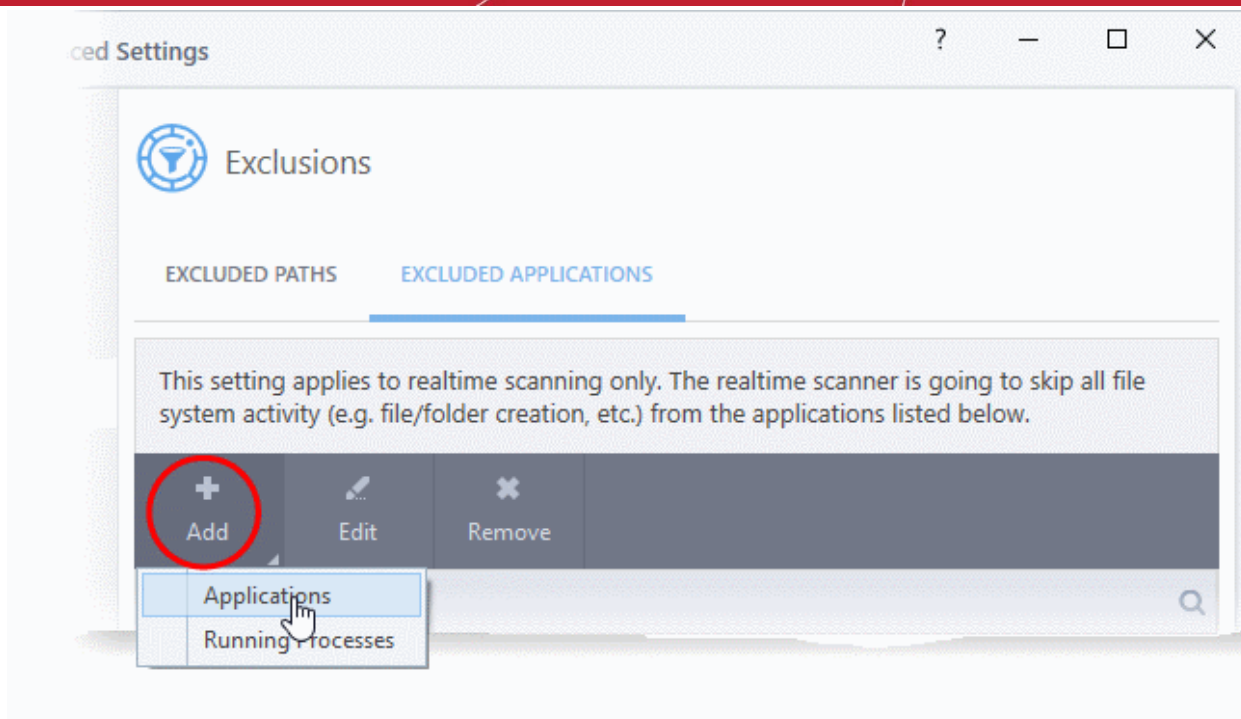 ced Settings
?
Exclusions
EXCLUDED PATHS EXCLUDED APPLICATIONS
This setting applies to realtime scanning only. The realtime scanner is going to skip all file
system activity (e.g. file/folder creation, etc.) from the applications listed below.
Add Edit Remove
Applications
Running Processes